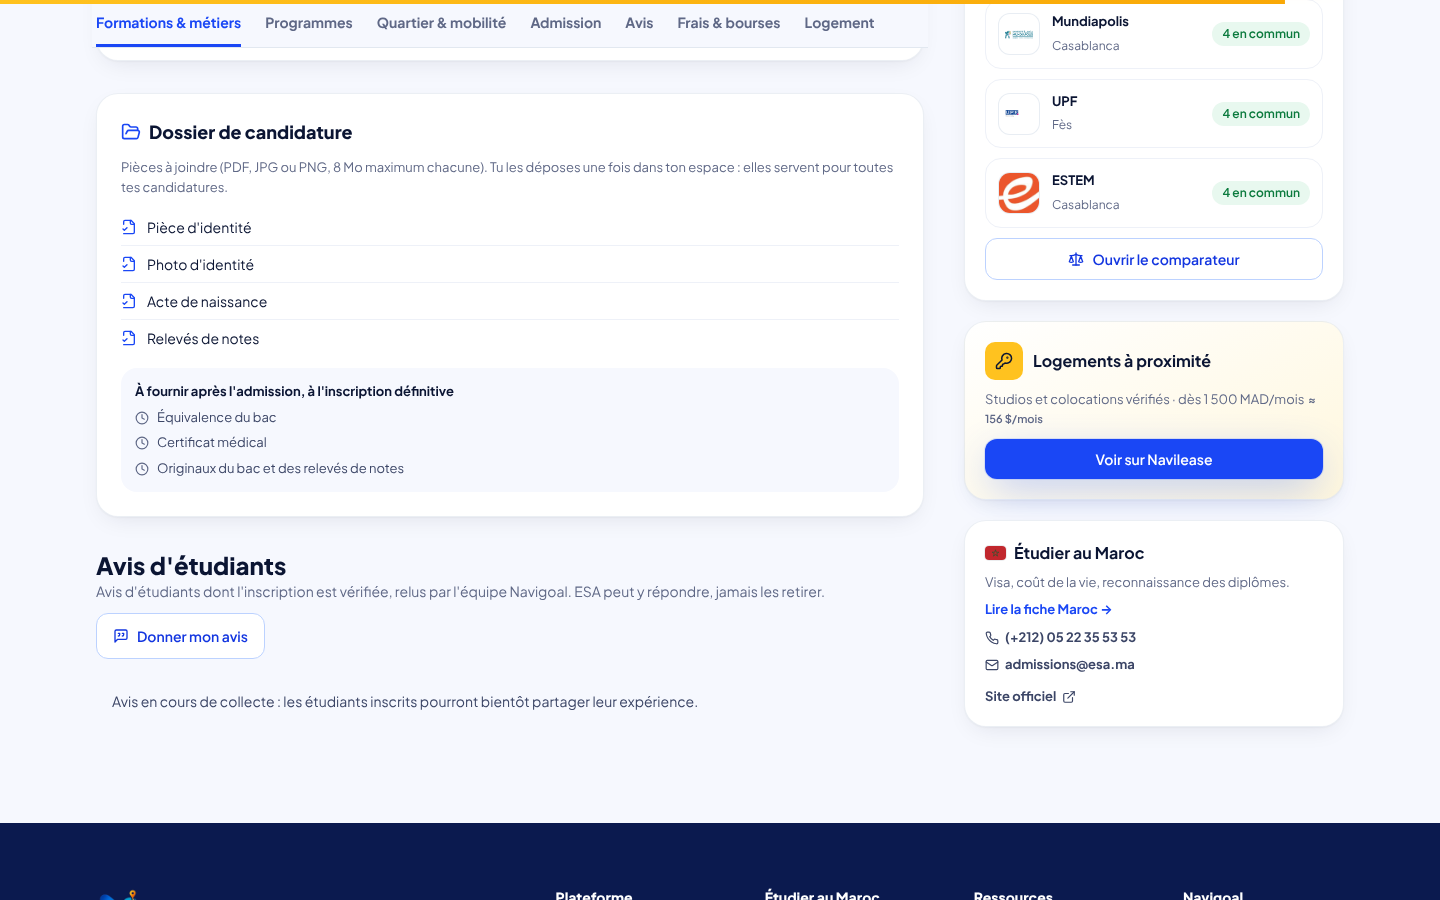 Formations & métiers
Programmes
Quartier & mobilité
Admission
Avis
Frais & bourses
Logement
Dossier de candidature
Pièces à joindre (PDF, JPG ou PNG, 8 Mo maximum chacune). Tu les déposes une fois dans ton espace : elles servent pour toutes
tes candidatures.
Pièce d'identité
Photo d'identité
Acte de naissance
Relevés de notes
À fournir après l'admission, à l'inscription définitive
Équivalence du bac
Certificat médical
Originaux du bac et des relevés de notes
Avis d'étudiants
Avis d'étudiants dont l'inscription est vérifiée, relus par l'équipe Navigoal. ESA peut y répondre, jamais les retirer.
Donner mon avis
Avis en cours de collecte : les étudiants inscrits pourront bientôt partager leur expérience.
Mundiapolis
Casablanca
4 en commun
UPF
Fès
4 en commun
ESTEM
Casablanca
4 en commun
Ouvrir le comparateur
Logements à proximité
Studios et colocations vérifiés · dès 1 500 MAD/mois ≈
156 $/mois
Voir sur Navilease
Étudier au Maroc
Visa, coût de la vie, reconnaissance des diplômes.
Lire la fiche Maroc →
(+212) 05 22 35 53 53
admissions@esa.ma
Site officiel
Plateforme
Étudier au Maroc
Ressources
Navigoal